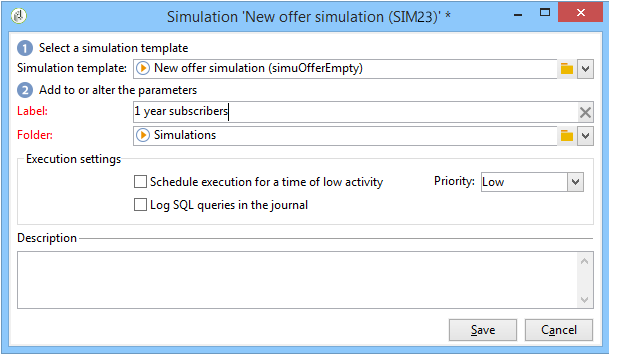 Simulation 'New offer simulation (SIM23)' *
1 Select a simulation template
Simulation template: New offer simulation (simuOfferEmpty)
2 Add to or alter the parameters
Label: 1 year subscribers
Folder: Simulations
Execution settings
Schedule execution for a time of low activity Priority: Low
Log SQL queries in the journal
Description
Save Cancel